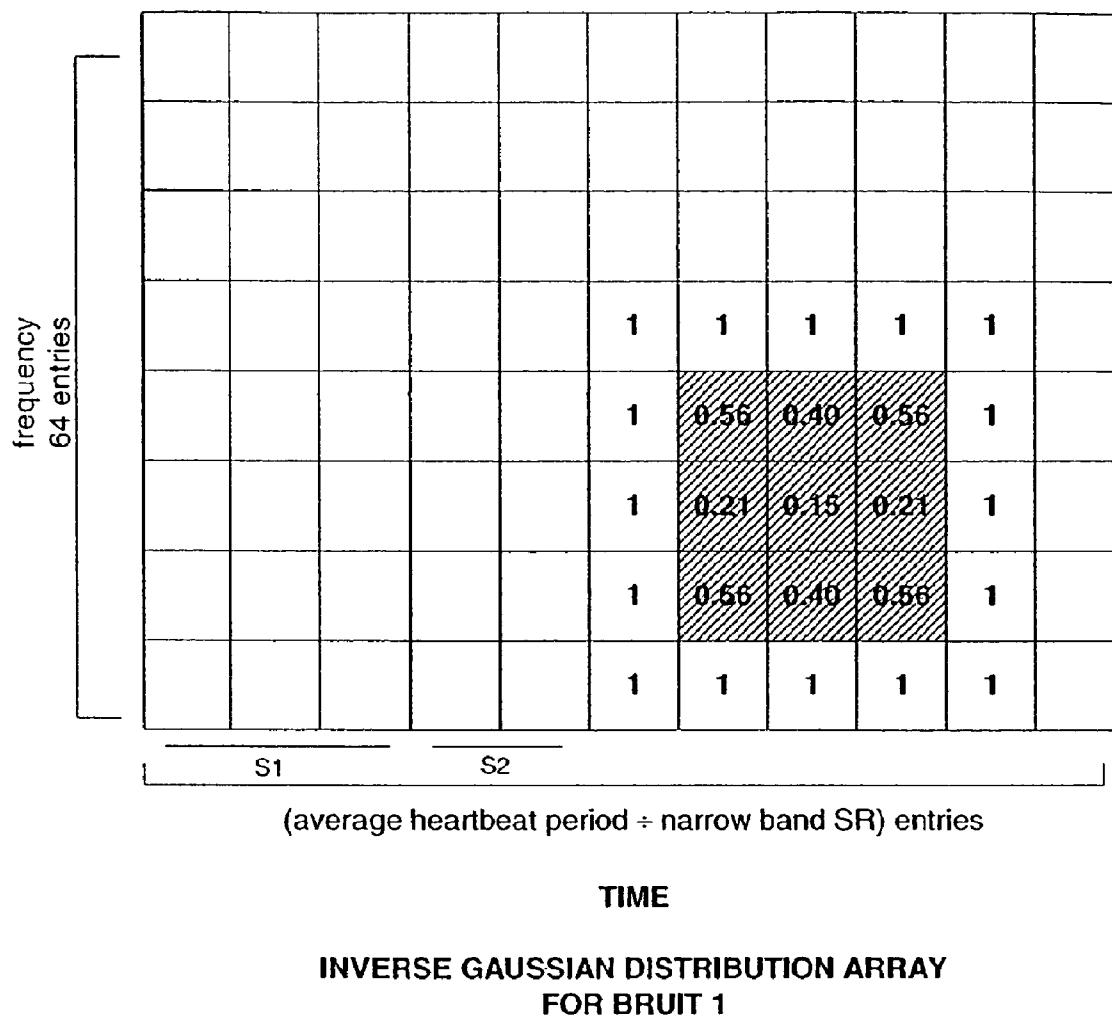 frequency
64 entries
1 1 1 1 1
1 0.56 0.40 0.56 1
1 0.21 0.15 0.21 1
1 0.56 0.40 0.56 1
1 1 1 1 1
S1 S2
(average heartbeat period ÷ narrow band SR) entries
TIME
INVERSE GAUSSIAN DISTRIBUTION ARRAY
FOR BRUIT 1